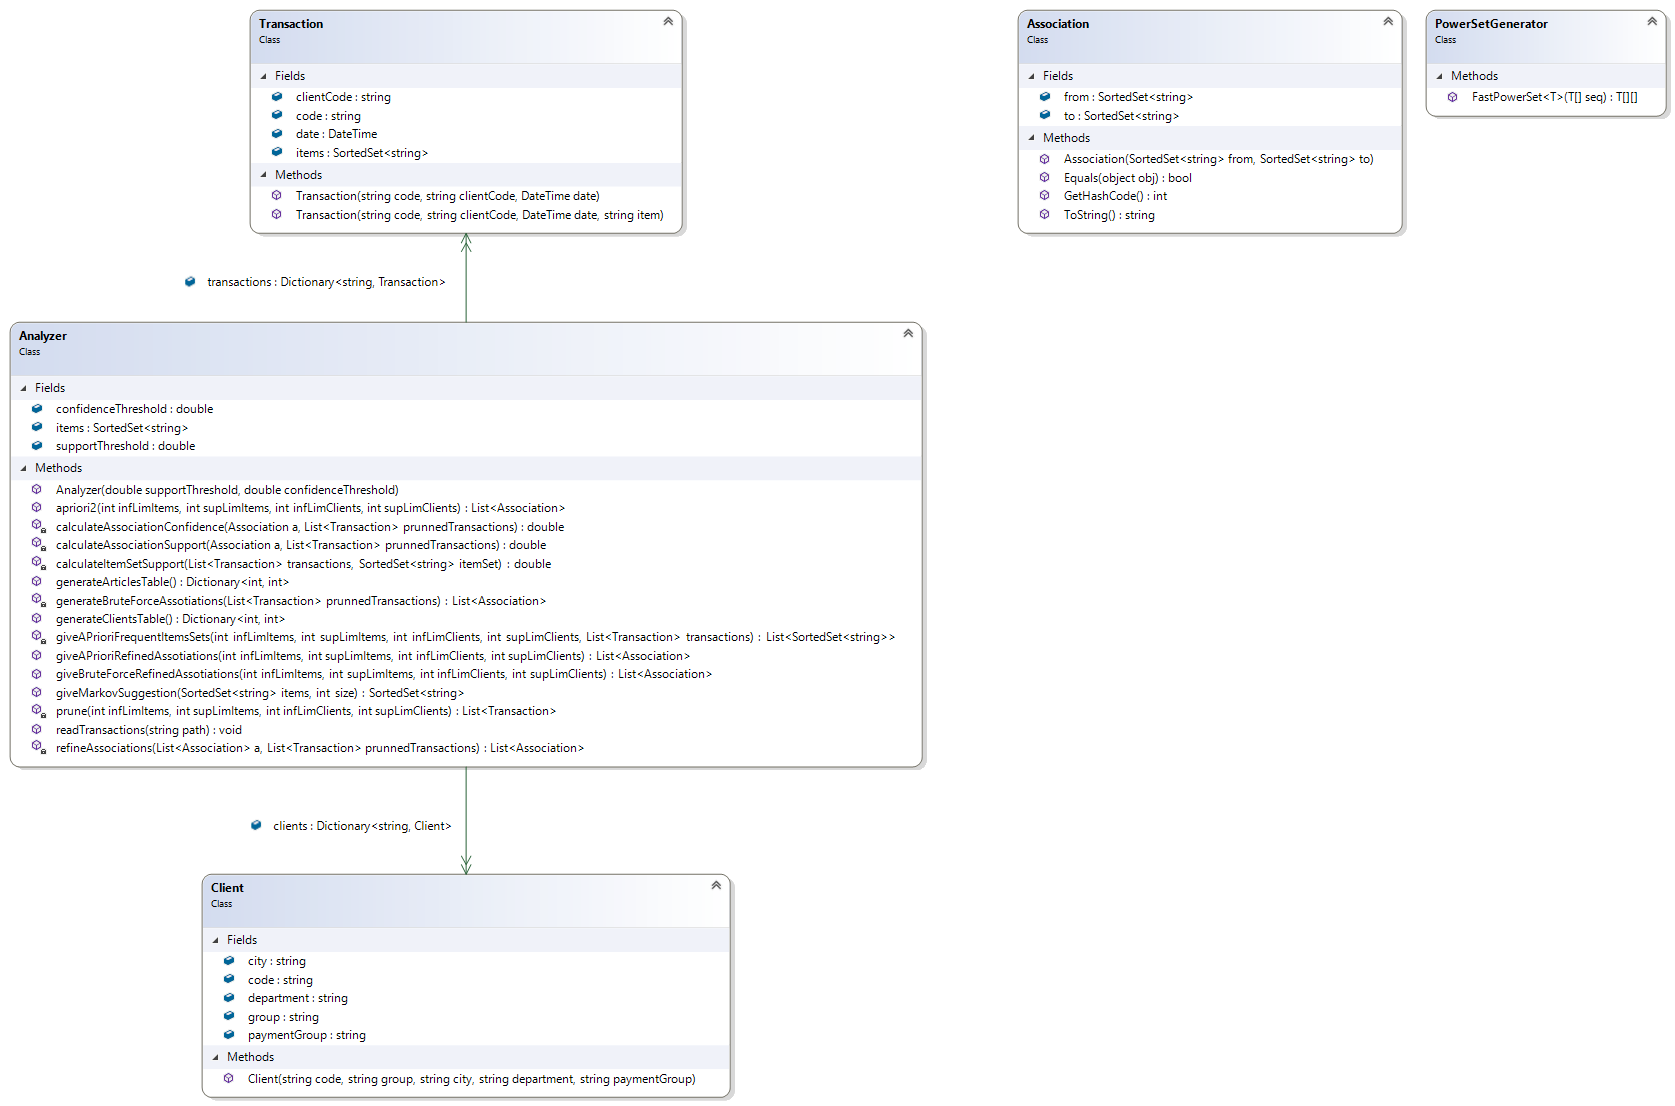 Transaction
Class
Fields
clientCode : string
code : string
date : DateTime
items : SortedSet<string>
Methods
Transaction(string code, string clientCode, DateTime date)
Transaction(string code, string clientCode, DateTime date, string item)
Association
Class
Fields
from : SortedSet<string>
to : SortedSet<string>
Methods
Association(SortedSet<string> from, SortedSet<string> to)
Equals(object obj) : bool
GetHashCode() : int
ToString() : string
PowerSetGenerator
Class
Methods
FastPowerSet<T>(T[] seq) : T[][]
transactions : Dictionary<string, Transaction>
Analyzer
Class
Fields
confidenceThreshold : double
items : SortedSet<string>
supportThreshold : double
Methods
Analyzer(double supportThreshold, double confidenceThreshold)
apriori2(int infLimItems, int supLimItems, int infLimClients, int supLimClients) : List<Association>
calculateAssociationConfidence(Association a, List<Transaction> prunnedTransactions) : double
calculateAssociationSupport(Association a, List<Transaction> prunnedTransactions) : double
calculateItemSetSupport(List<Transaction> transactions, SortedSet<string> itemSet) : double
generateArticlesTable() : Dictionary<int, int>
generateBruteForceAssotiations(List<Transaction> prunnedTransactions) : List<Association>
generateClientsTable() : Dictionary<int, int>
giveAPrioriFrequentItemsSets(int infLimItems, int supLimItems, int infLimClients, int supLimClients, List<Transaction> transactions) : List<SortedSet<string>>
giveAPrioriRefinedAssotiations(int infLimItems, int supLimItems, int infLimClients, int supLimClients) : List<Association>
giveBruteForceRefinedAssotiations(int infLimItems, int supLimItems, int infLimClients, int supLimClients) : List<Association>
giveMarkovSuggestion(SortedSet<string> items, int size) : SortedSet<string>
prune(int infLimItems, int supLimItems, int infLimClients, int supLimClients) : List<Transaction>
readTransactions(string path) : void
refineAssociations(List<Association> a, List<Transaction> prunnedTransactions) : List<Association>
clients : Dictionary<string, Client>
Client
Class
Fields
city : string
code : string
department : string
group : string
paymentGroup : string
Methods
Client(string code, string group, string city, string department, string paymentGroup)